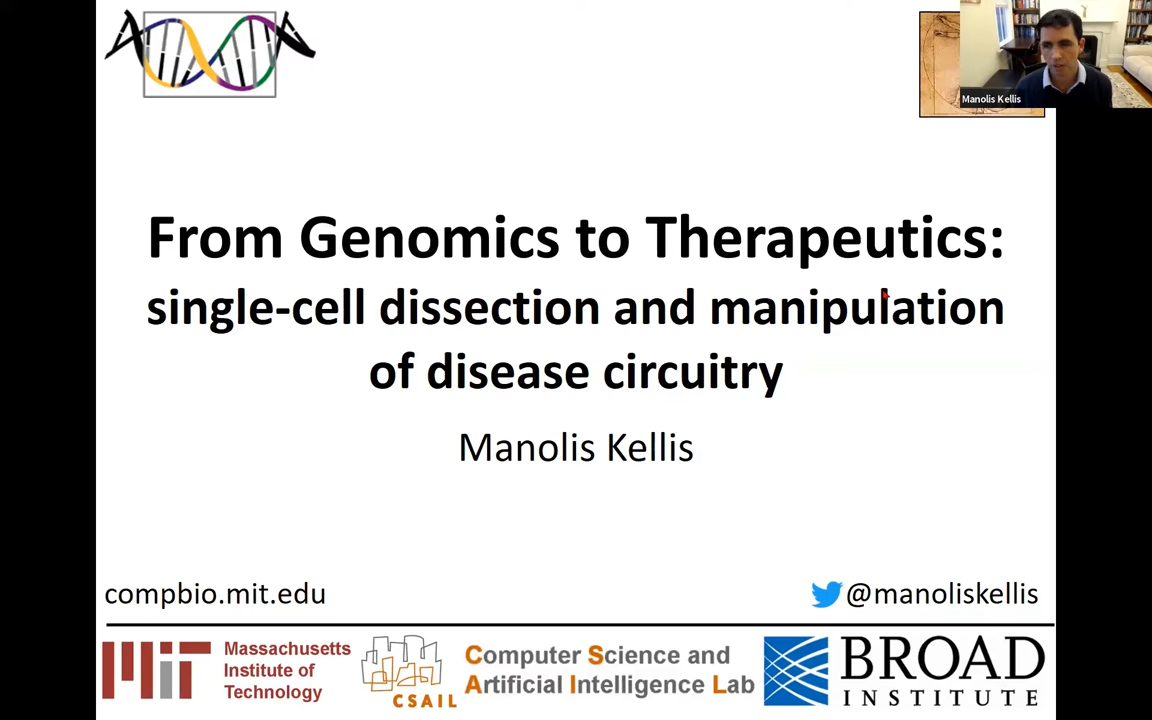 Manolis Kellis
From Genomics to Therapeutics:
single-cell dissection and manipulation
of disease circuitry
Manolis Kellis
compbio.mit.edu
@manoliskellis
MIT
Massachusetts
Institute of
Technology
CSAIL
Computer Science and
Artificial Intelligence Lab
BROAD
INSTITUTE